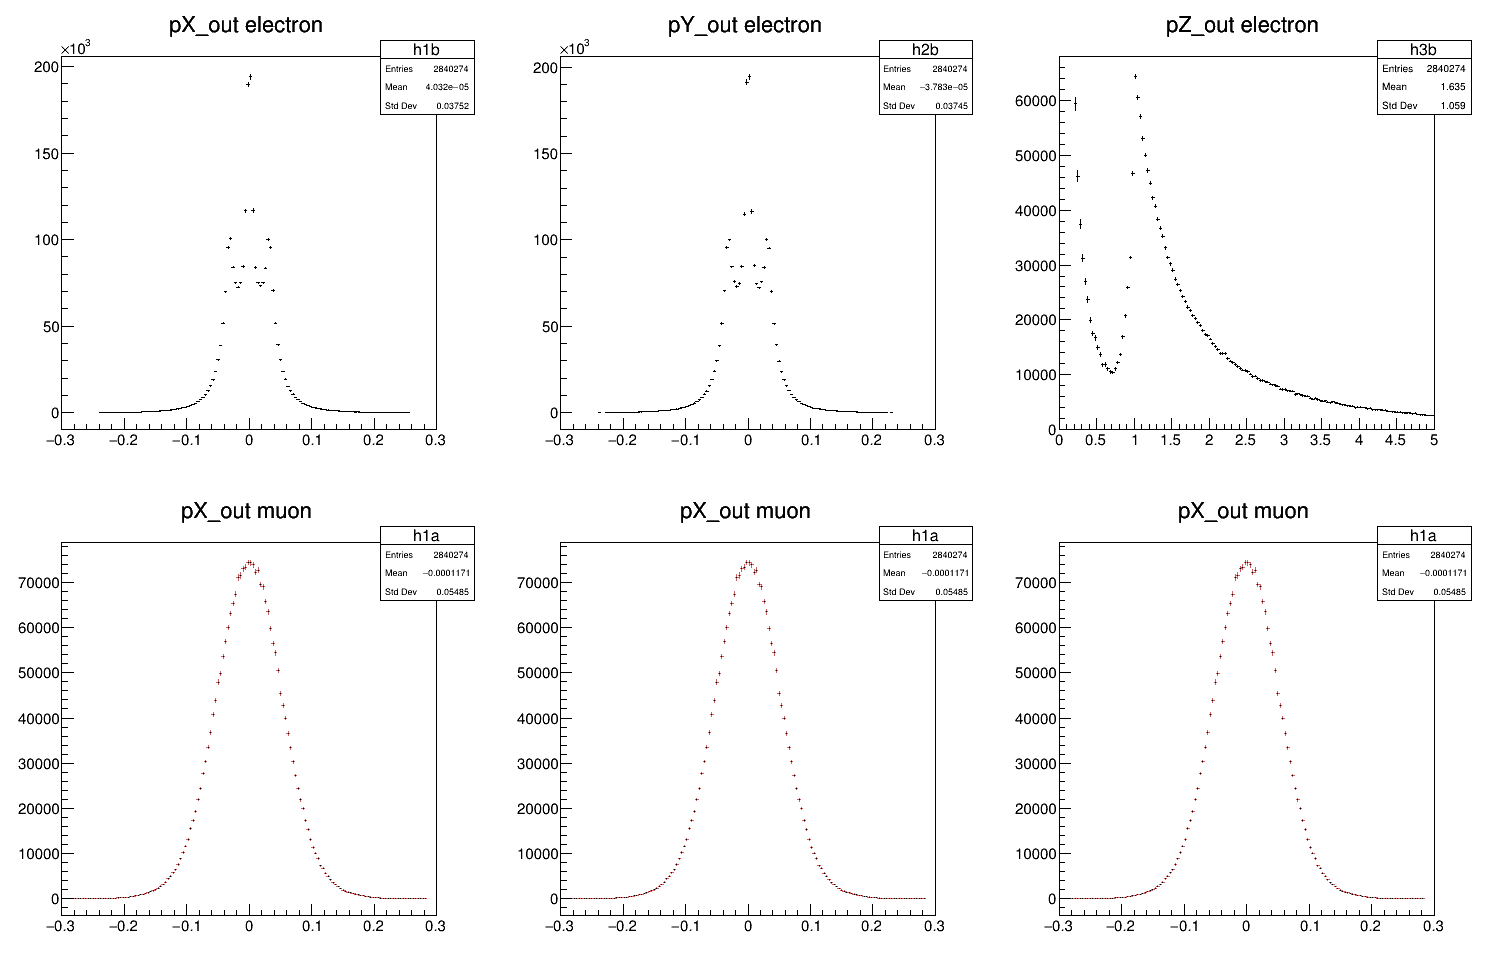 pX_out electron
×10³
h1b
Entries 2840274
Mean 4.032e−05
Std Dev 0.03752
200
150
100
50
0
−0.3 −0.2 −0.1 0 0.1 0.2 0.3
pY_out electron
×10³
h2b
Entries 2840274
Mean −3.783e−05
Std Dev 0.03745
200
150
100
50
0
−0.3 −0.2 −0.1 0 0.1 0.2 0.3
pZ_out electron
h3b
Entries 2840274
Mean 1.635
Std Dev 1.059
60000
50000
40000
30000
20000
10000
0
0 0.5 1 1.5 2 2.5 3 3.5 4 4.5 5
pX_out muon
h1a
Entries 2840274
Mean −0.0001171
Std Dev 0.05485
70000
60000
50000
40000
30000
20000
10000
0
−0.3 −0.2 −0.1 0 0.1 0.2 0.3
pX_out muon
h1a
Entries 2840274
Mean −0.0001171
Std Dev 0.05485
70000
60000
50000
40000
30000
20000
10000
0
−0.3 −0.2 −0.1 0 0.1 0.2 0.3
pX_out muon
h1a
Entries 2840274
Mean −0.0001171
Std Dev 0.05485
70000
60000
50000
40000
30000
20000
10000
0
−0.3 −0.2 −0.1 0 0.1 0.2 0.3